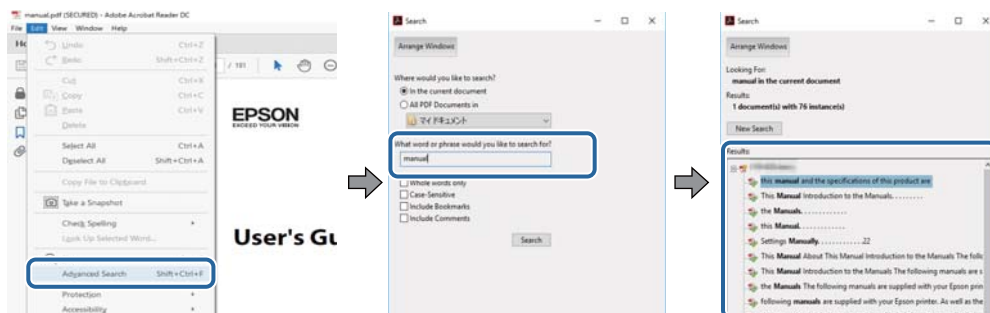 manual.pdf (SECURED) - Adobe Acrobat Reader DC
File Edit View Window Help
Undo Ctrl+Z
Redo Shift+Ctrl+Z
Cut Ctrl+X
Copy Ctrl+C
Paste Ctrl+V
Delete
Select All Ctrl+A
Deselect All Shift+Ctrl+A
Copy File to Clipboard
Take a Snapshot
Check Spelling
Look Up Selected Word...
Advanced Search Shift+Ctrl+F
Protection
Accessibility
/ 191
EPSON
EXCEED YOUR VISION
User's Gu
Search
Arrange Windows
Where would you like to search?
In the current document
All PDF Documents in
マイ ドキュメント
What word or phrase would you like to search for?
manual
Whole words only
Case-Sensitive
Include Bookmarks
Include Comments
Search
Search
Arrange Windows
Looking For:
manual in the current document
Results:
1 document(s) with 76 instance(s)
New Search
Results:
this manual and the specifications of this product are
This Manual Introduction to the Manuals.........
the Manuals.............
this Manual.............
Settings Manually.............22
This Manual About This Manual Introduction to the Manuals The follo
This Manual Introduction to the Manuals The following manuals are s
the Manuals The following manuals are supplied with your Epson prin
following manuals are supplied with your Epson printer. As well as the